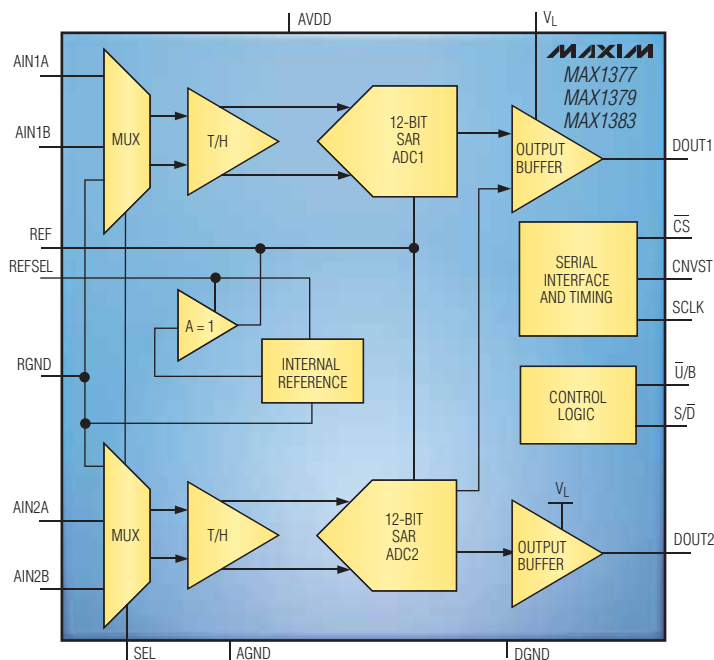 AVDD
VL
MAXIM
MAX1377
MAX1379
MAX1383
AIN1A
AIN1B
MUX
T/H
12-BIT
SAR
ADC1
OUTPUT
BUFFER
DOUT1
REF
REFSEL
A = 1
INTERNAL
REFERENCE
RGND
SERIAL
INTERFACE
AND TIMING
C̅S̅
CNVST
SCLK
CONTROL
LOGIC
U̅/B
S/D̅
AIN2A
AIN2B
MUX
T/H
12-BIT
SAR
ADC2
VL
OUTPUT
BUFFER
DOUT2
SEL
AGND
DGND